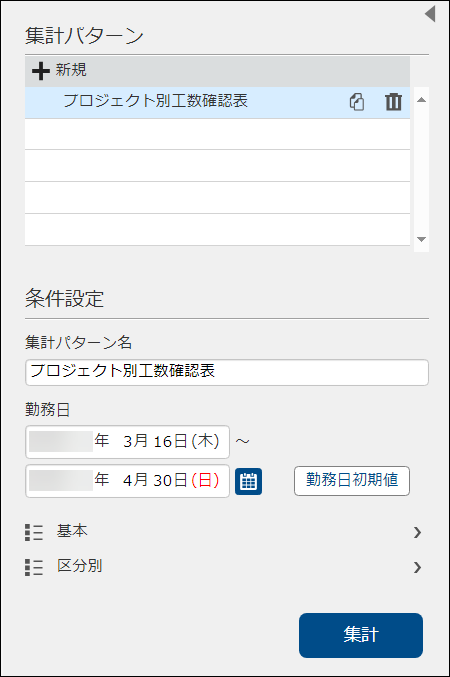 集計パターン
新規
プロジェクト別工数確認表
条件設定
集計パターン名
プロジェクト別工数確認表
勤務日
年 3月 16日(木) ～
年 4月 30日(日) 勤務日初期値
基本
区分別
集計